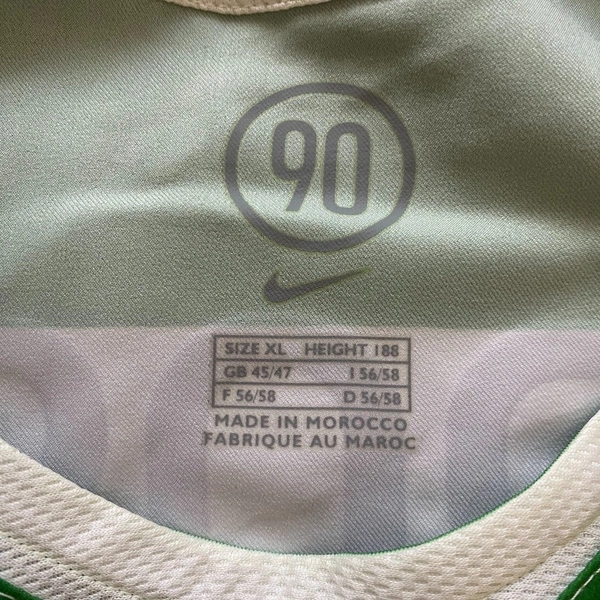 90
SIZE XL HEIGHT 188
GB 45/47 I 56/58
F 56/58 D 56/58
MADE IN MOROCCO
FABRIQUE AU MAROC